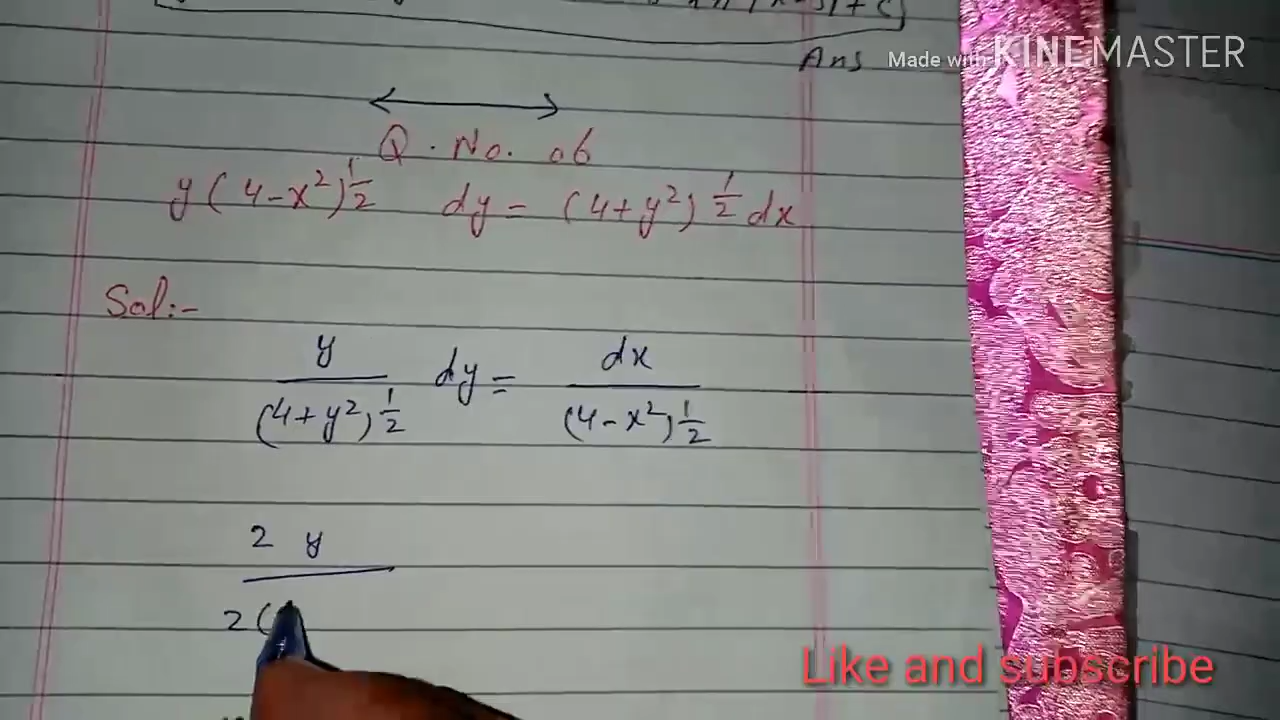 Ans
Made with KINEMASTER
Q. No. 06
y(4-x²)^1/2 dy = (4+y²)^1/2 dx
Sol:-
y/(4+y²)^1/2 dy = dx/(4-x²)^1/2
2 y
2 (
Like and subscribe